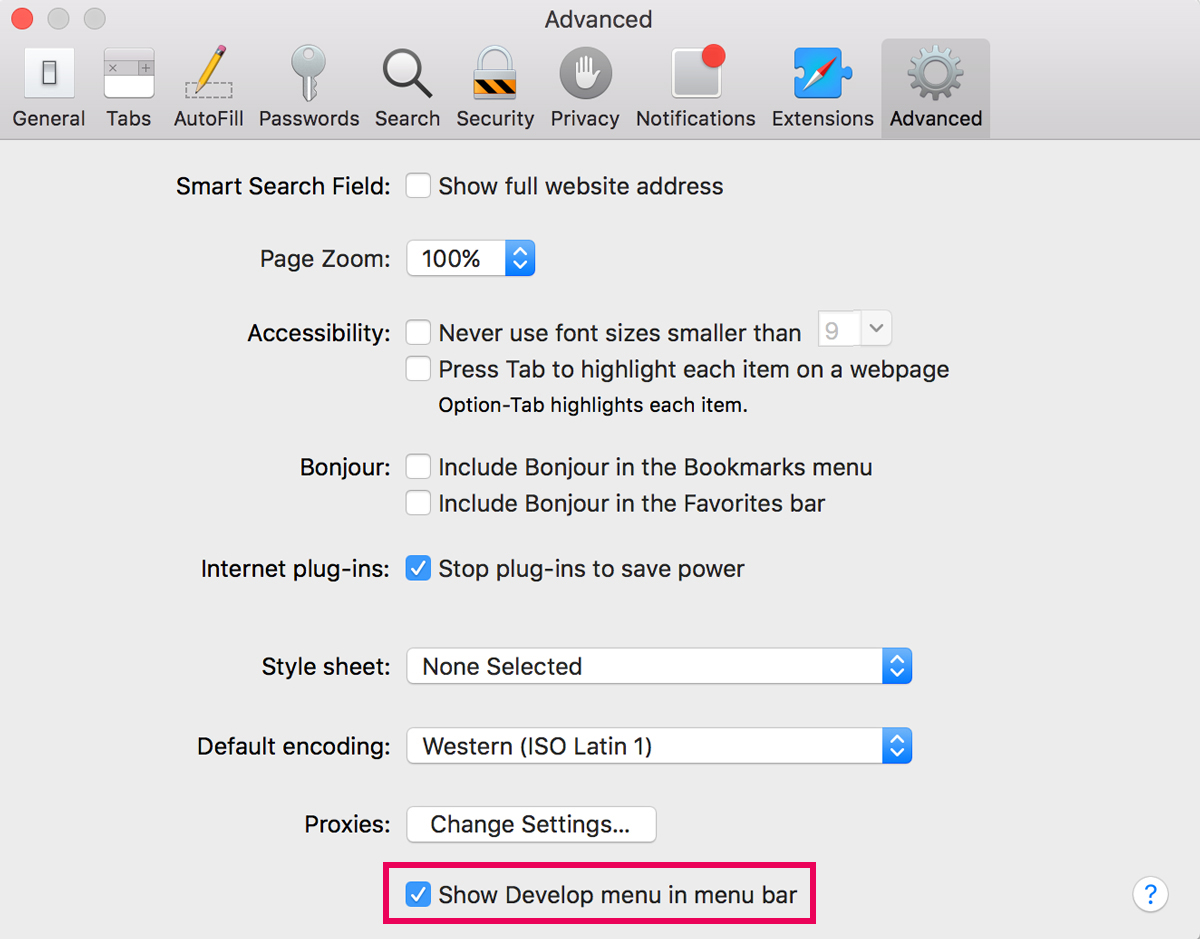 Advanced
General Tabs AutoFill Passwords Search Security Privacy Notifications Extensions Advanced
Smart Search Field: Show full website address
Page Zoom: 100%
Accessibility: Never use font sizes smaller than 9
Press Tab to highlight each item on a webpage
Option-Tab highlights each item.
Bonjour: Include Bonjour in the Bookmarks menu
Include Bonjour in the Favorites bar
Internet plug-ins: Stop plug-ins to save power
Style sheet: None Selected
Default encoding: Western (ISO Latin 1)
Proxies: Change Settings...
Show Develop menu in menu bar
?